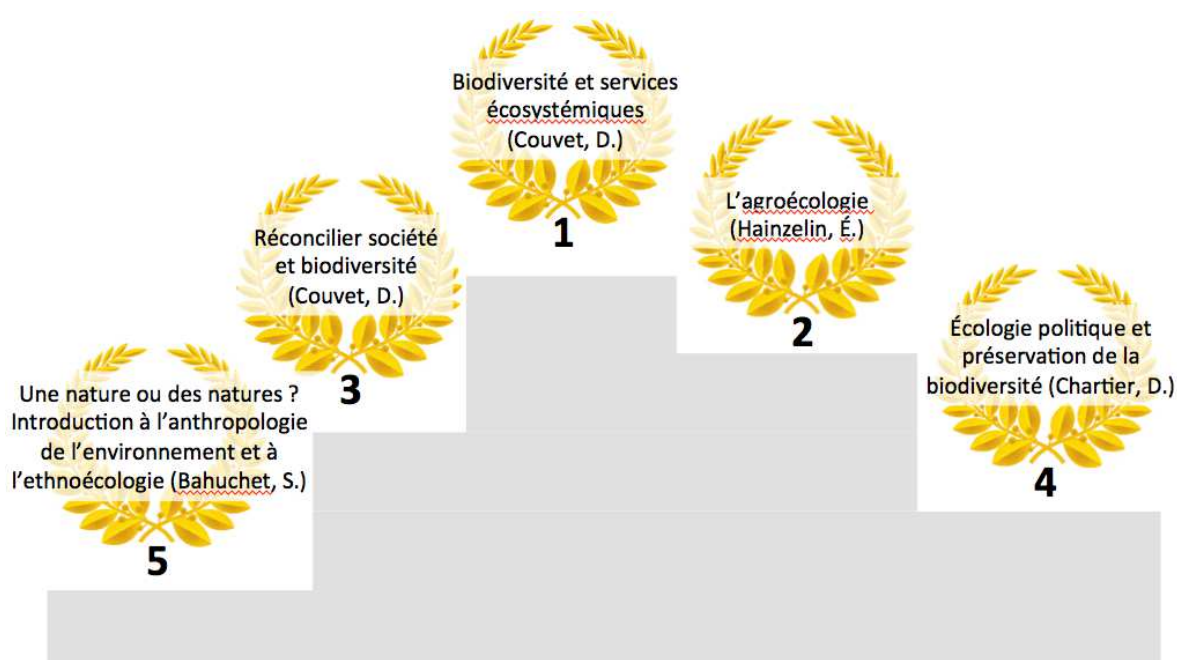 Biodiversité et services
écosystémiques
(Couvet, D.)
1
L’agroécologie
(Hainzelin, É.)
2
Réconcilier société
et biodiversité
(Couvet, D.)
3
Écologie politique et
préservation de la
biodiversité (Chartier, D.)
4
Une nature ou des natures ?
Introduction à l’anthropologie
de l’environnement et à
l’ethnoécologie (Bahuchet, S.)
5